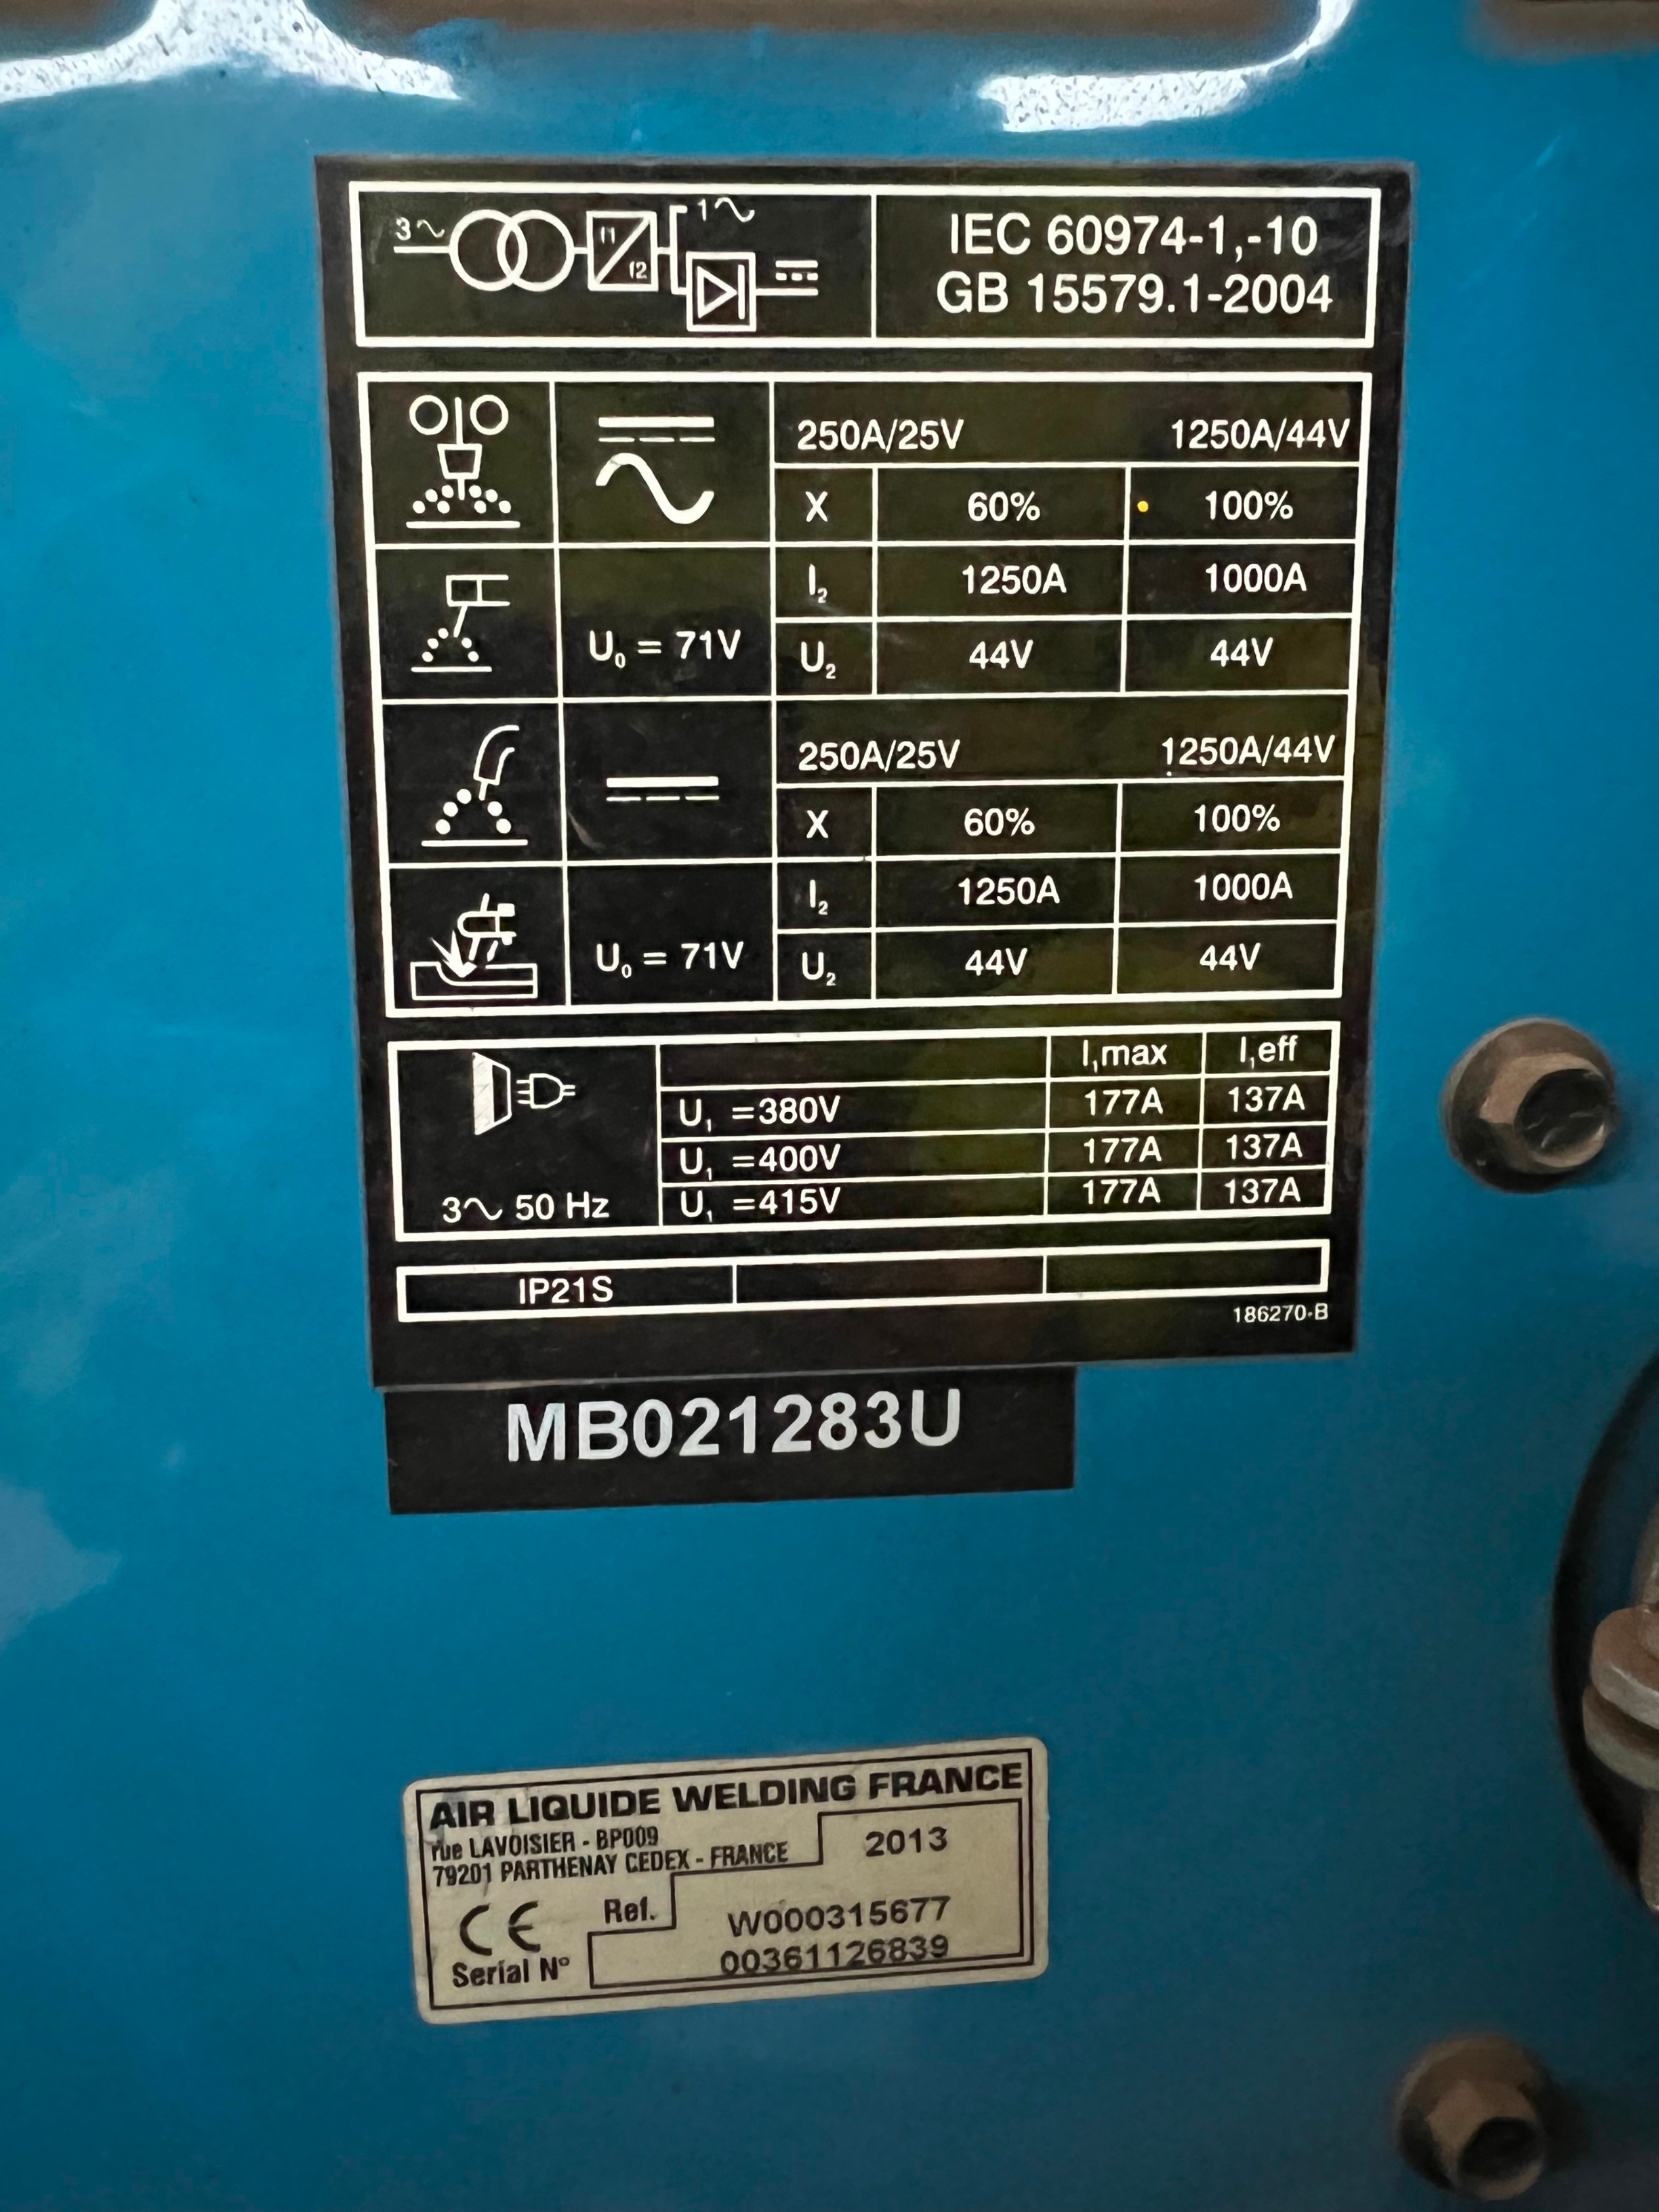 3~ f1 f2 1~
IEC 60974-1,-10
GB 15579.1-2004
250A/25V 1250A/44V
X 60% 100%
I2 1250A 1000A
U0 = 71V U2 44V 44V
250A/25V 1250A/44V
X 60% 100%
I2 1250A 1000A
U0 = 71V U2 44V 44V
I1max I1eff
U1 =380V 177A 137A
U1 =400V 177A 137A
3~ 50 Hz U1 =415V 177A 137A
IP21S
186270-B
MB021283U
AIR LIQUIDE WELDING FRANCE
rue LAVOISIER - BP009
79201 PARTHENAY CEDEX - FRANCE 2013
CE Ref. W000315677
Serial N° 00361126839